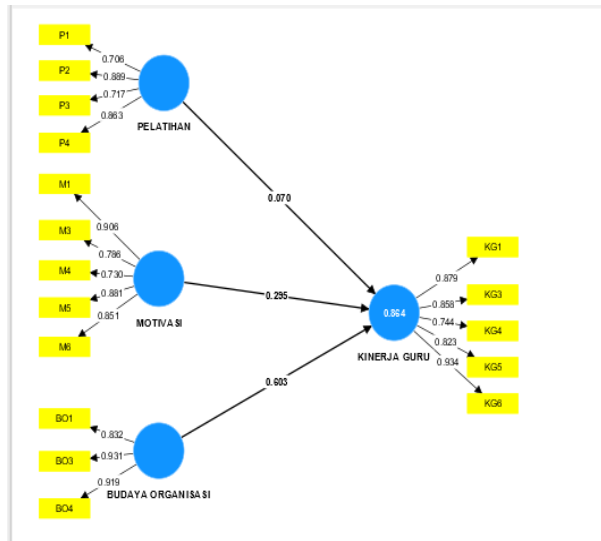 P1
0.706
P2
0.889
P3
0.717
P4
0.863
PELATIHAN
0.070
M1
0.906
M3
0.786
M4
0.730
M5
0.881
M6
0.851
MOTIVASI
0.295
KG1
0.879
KG3
0.858
KG4
0.744
KG5
0.823
KG6
0.934
0.864
KINERJA GURU
0.603
BO1
0.832
BO3
0.931
BO4
0.919
BUDAYA ORGANISASI